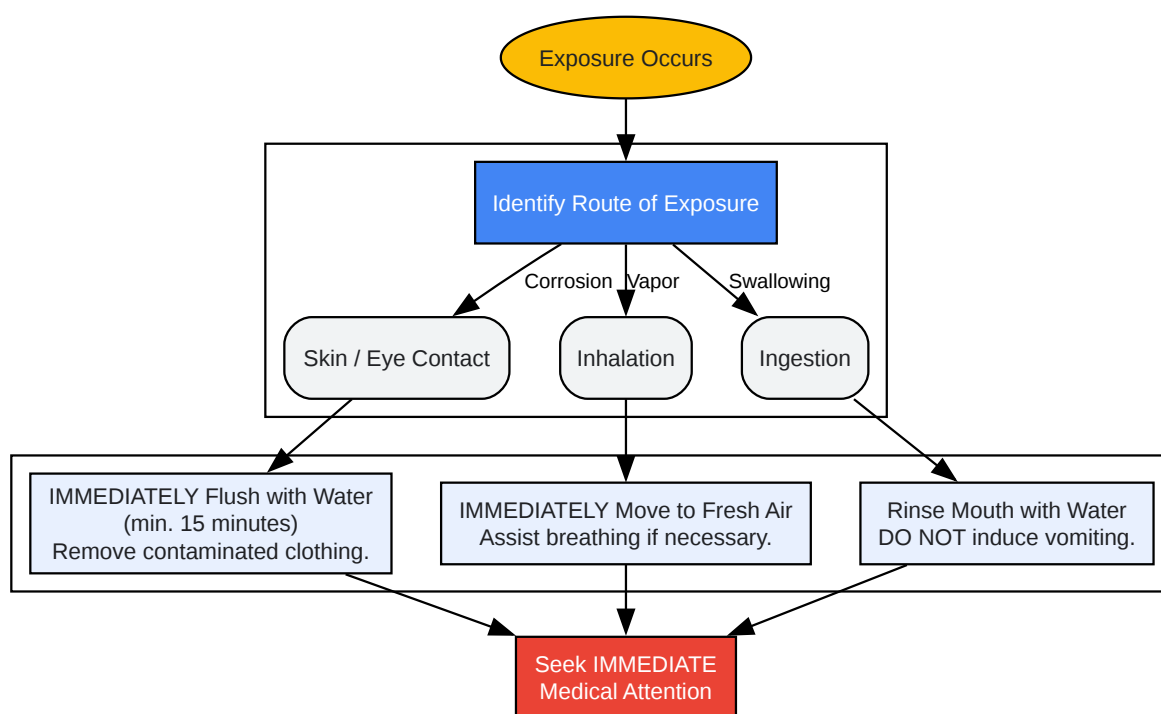 Exposure Occurs
Identify Route of Exposure
Corrosion
Vapor
Swallowing
Skin / Eye Contact
Inhalation
Ingestion
IMMEDIATELY Flush with Water
(min. 15 minutes)
Remove contaminated clothing.
IMMEDIATELY Move to Fresh Air
Assist breathing if necessary.
Rinse Mouth with Water
DO NOT induce vomiting.
Seek IMMEDIATE
Medical Attention